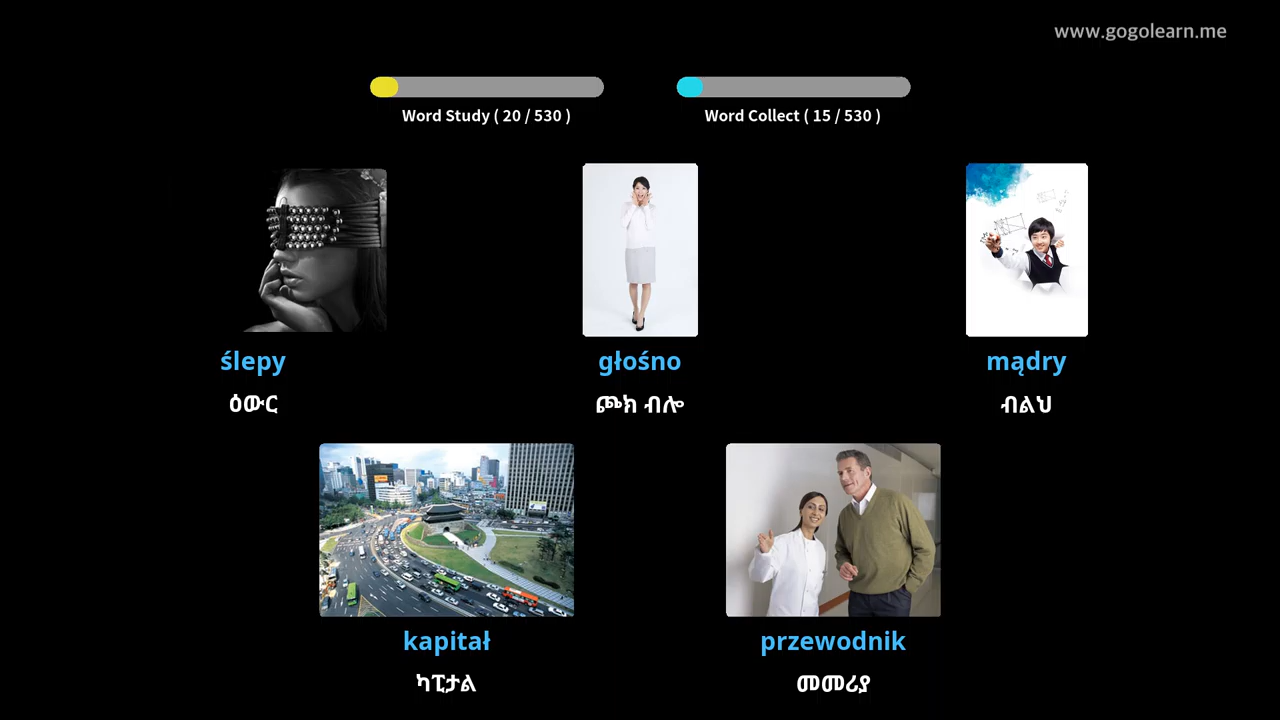 www.gogolearn.me
Word Study ( 20 / 530 )
Word Collect ( 15 / 530 )
ślepy
ዕውር
głośno
ጮክ ብሎ
mądry
ብልህ
kapitał
ካፒታል
przewodnik
መመሪያ